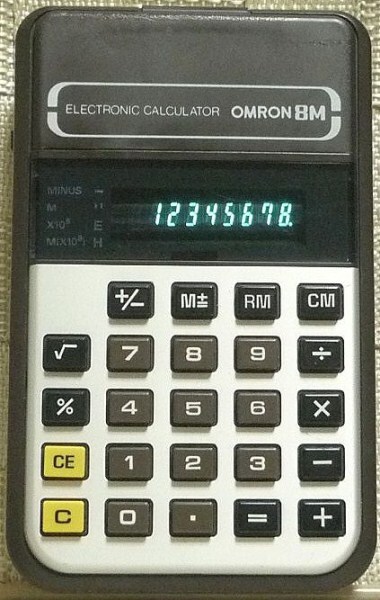 ELECTRONIC CALCULATOR OMRON 8M
MINUS −
M "
X10⁸ E
M(X10⁸) H
12345678.
+/− M± RM CM
√ 7 8 9 ÷
% 4 5 6 ×
CE 1 2 3 −
C 0 . = +